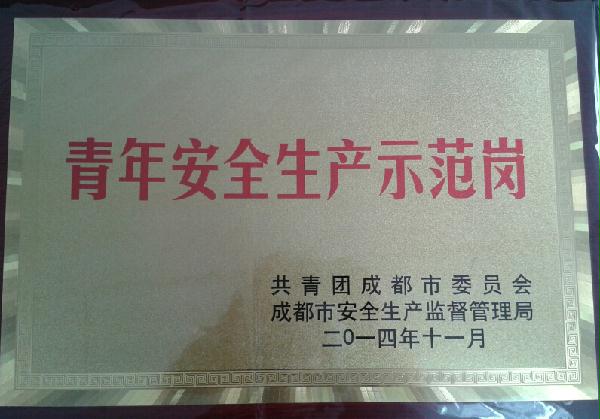 青年安全生产示范岗
共青团成都市委员会
成都市安全生产监督管理局
二〇一四年十一月